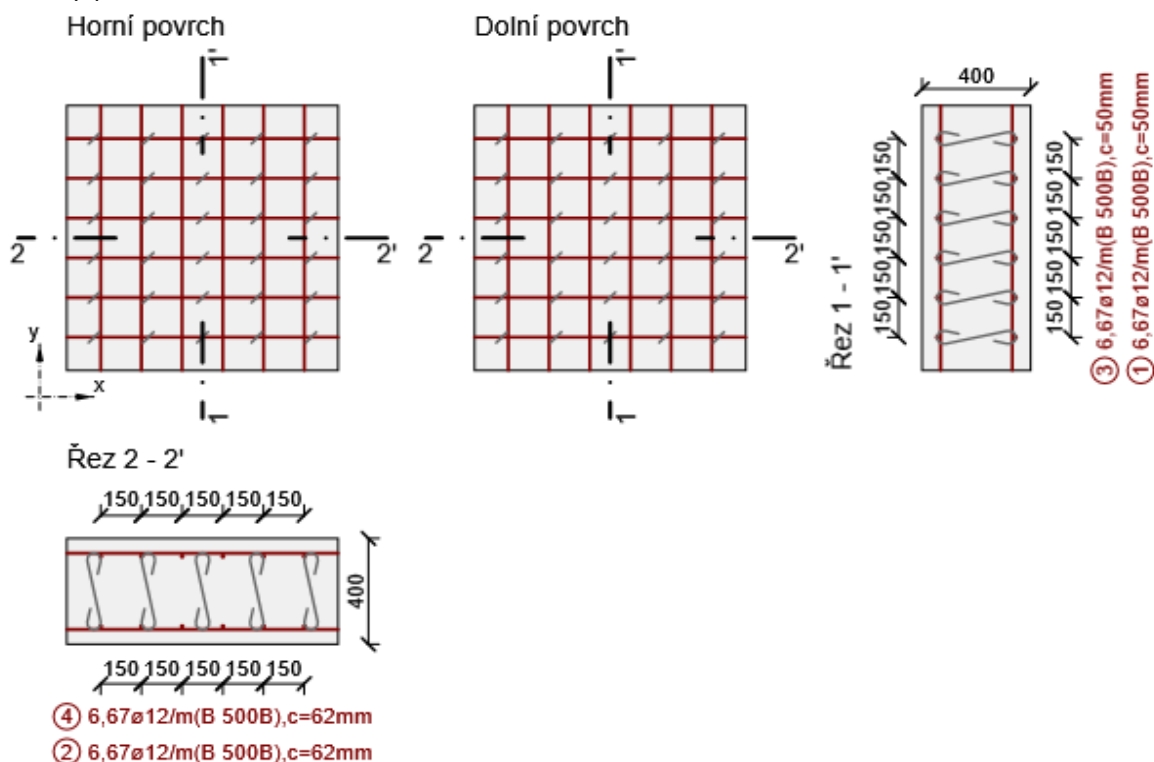 Horní povrch
Dolní povrch
1'
1'
2
2'
2
2'
y
x
1
1
400
150 150 150 150 150
150 150 150 150 150
Řez 1 - 1'
③ 6,67ø12/m(B 500B),c=50mm
① 6,67ø12/m(B 500B),c=50mm
Řez 2 - 2'
150 150 150 150 150
400
150 150 150 150 150
④ 6,67ø12/m(B 500B),c=62mm
② 6,67ø12/m(B 500B),c=62mm